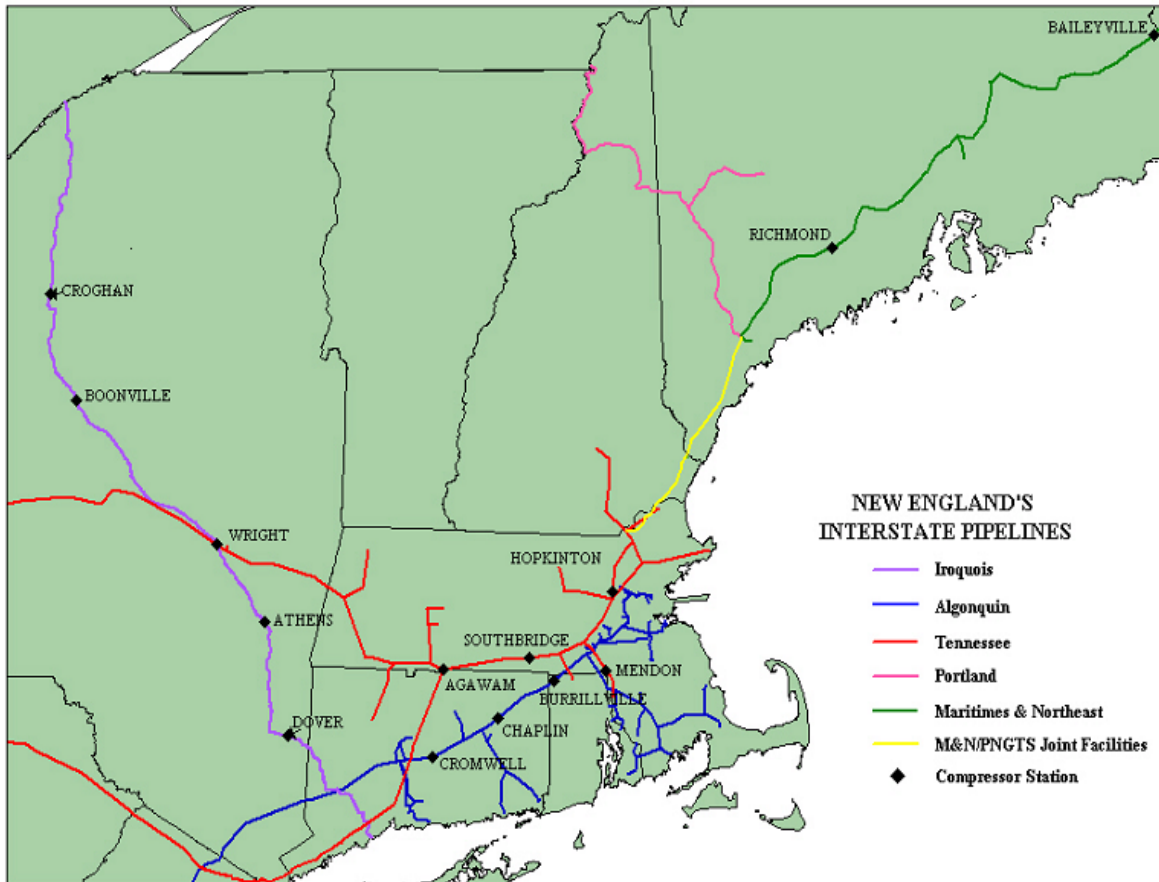 BAILEYVILLE
RICHMOND
CROGHAN
BOONVILLE
WRIGHT
HOPKINTON
ATHENS
SOUTHBRIDGE
MENDON
AGAWAM
BURRILLVILLE
DOVER
CHAPLIN
CROMWELL
NEW ENGLAND'S
INTERSTATE PIPELINES
Iroquois
Algonquin
Tennessee
Portland
Maritimes & Northeast
M&N/PNGTS Joint Facilities
Compressor Station